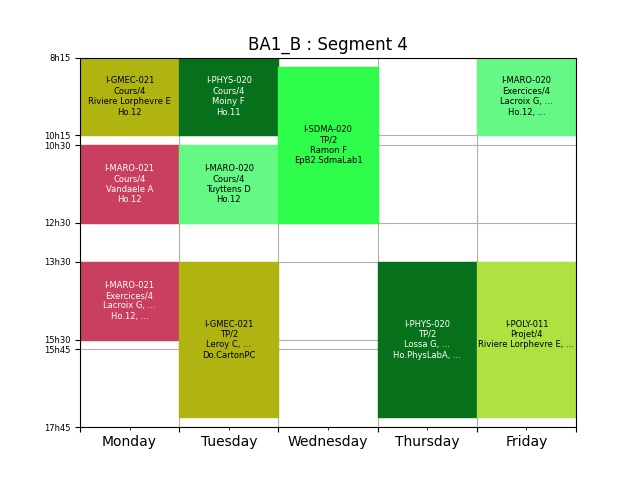 BA1_B : Segment 4
8h15
10h15
10h30
12h30
13h30
15h30
15h45
17h45
I-GMEC-021
Cours/4
Riviere Lorphevre E
Ho.12
I-MARO-021
Cours/4
Vandaele A
Ho.12
I-MARO-021
Exercices/4
Lacroix G, ...
Ho.12, ...
I-PHYS-020
Cours/4
Moiny F
Ho.11
I-MARO-020
Cours/4
Tuyttens D
Ho.12
I-GMEC-021
TP/2
Leroy C, ...
Do.CartonPC
I-SDMA-020
TP/2
Ramon F
EpB2.SdmaLab1
I-PHYS-020
TP/2
Lossa G, ...
Ho.PhysLabA, ...
I-MARO-020
Exercices/4
Lacroix G, ...
Ho.12, ...
I-POLY-011
Projet/4
Riviere Lorphevre E, ...
Monday
Tuesday
Wednesday
Thursday
Friday